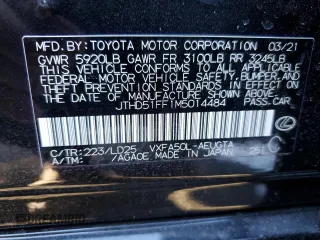 MFD. BY: TOYOTA MOTOR CORPORATION 03/21
GVWR 5920LB GAWR FR 3100LB RR 3245LB
THIS VEHICLE CONFORMS TO ALL APPLICABLE
FEDERAL MOTOR VEHICLE SAFETY, BUMPER, AND
THEFT PREVENTION STANDARDS IN EFFECT ON
THE DATE OF MANUFACTURE SHOWN ABOVE.
JTHD51FF1M5014484
C/TR: 223/LD25 VXFA50L-AEUGTA
A/TM: /AGA0E MADE IN JAPAN 251